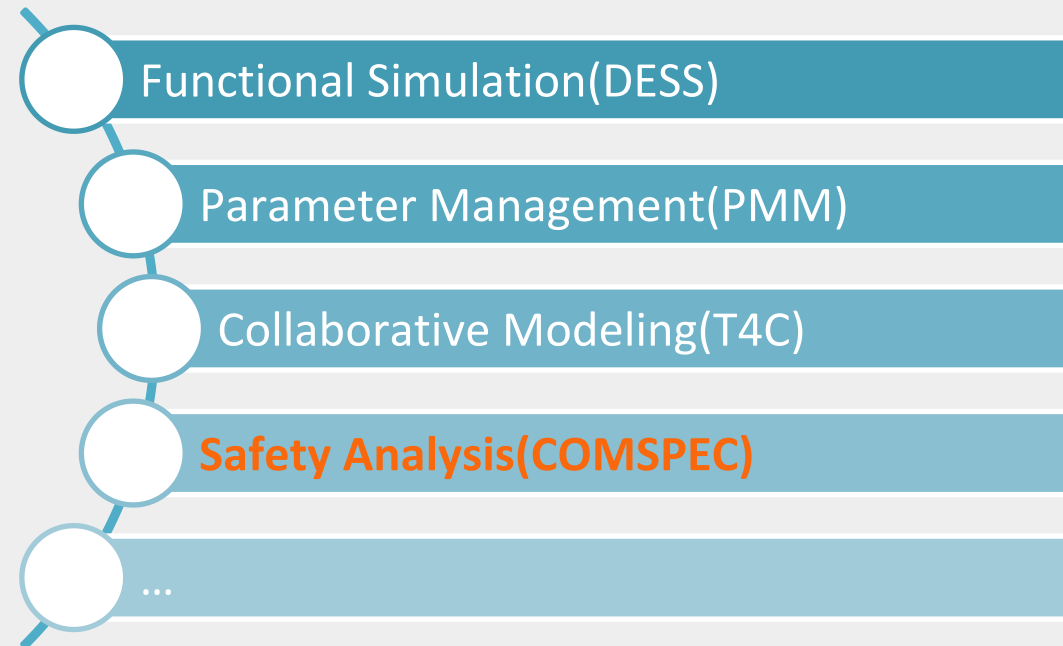 Functional Simulation(DESS)
Parameter Management(PMM)
Collaborative Modeling(T4C)
Safety Analysis(COMSPEC)
...